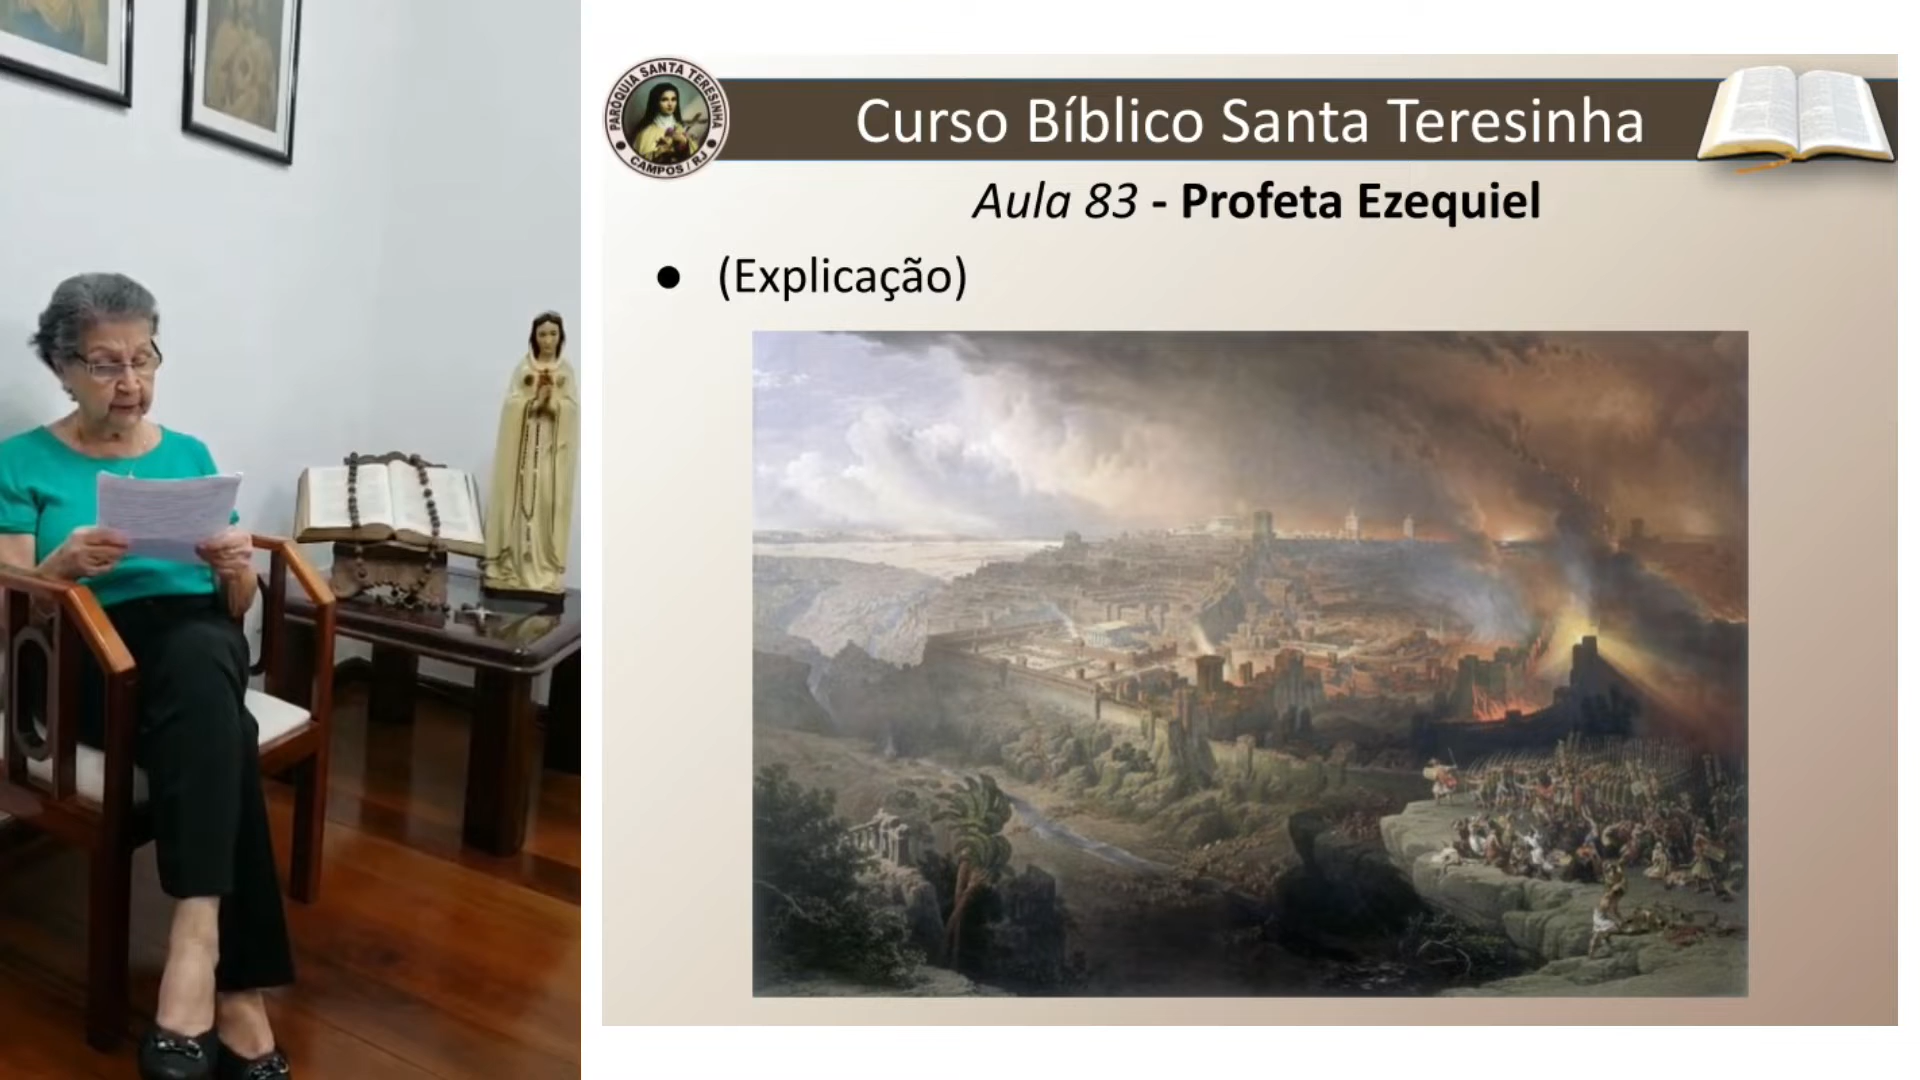 PARÓQUIA SANTA TERESINHA
CAMPOS / RJ
Curso Bíblico Santa Teresinha
Aula 83 - Profeta Ezequiel
● (Explicação)